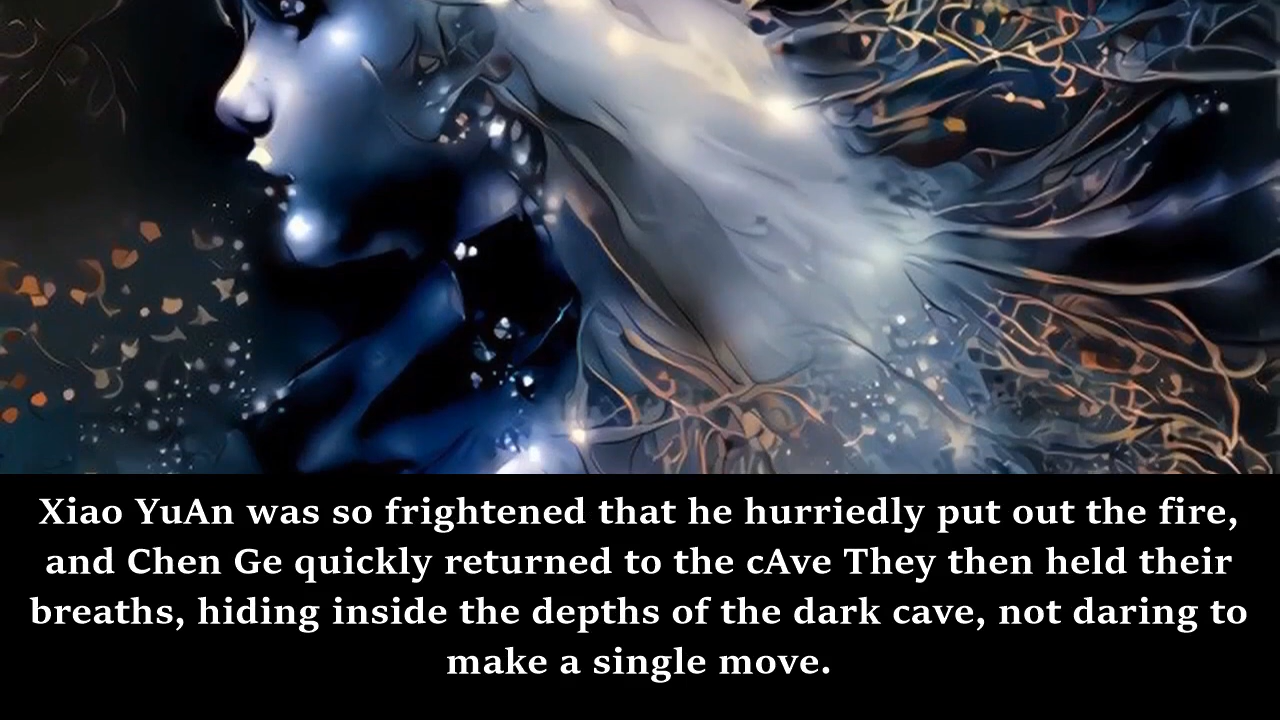 Xiao YuAn was so frightened that he hurriedly put out the fire,
and Chen Ge quickly returned to the cAve They then held their
breaths, hiding inside the depths of the dark cave, not daring to
make a single move.